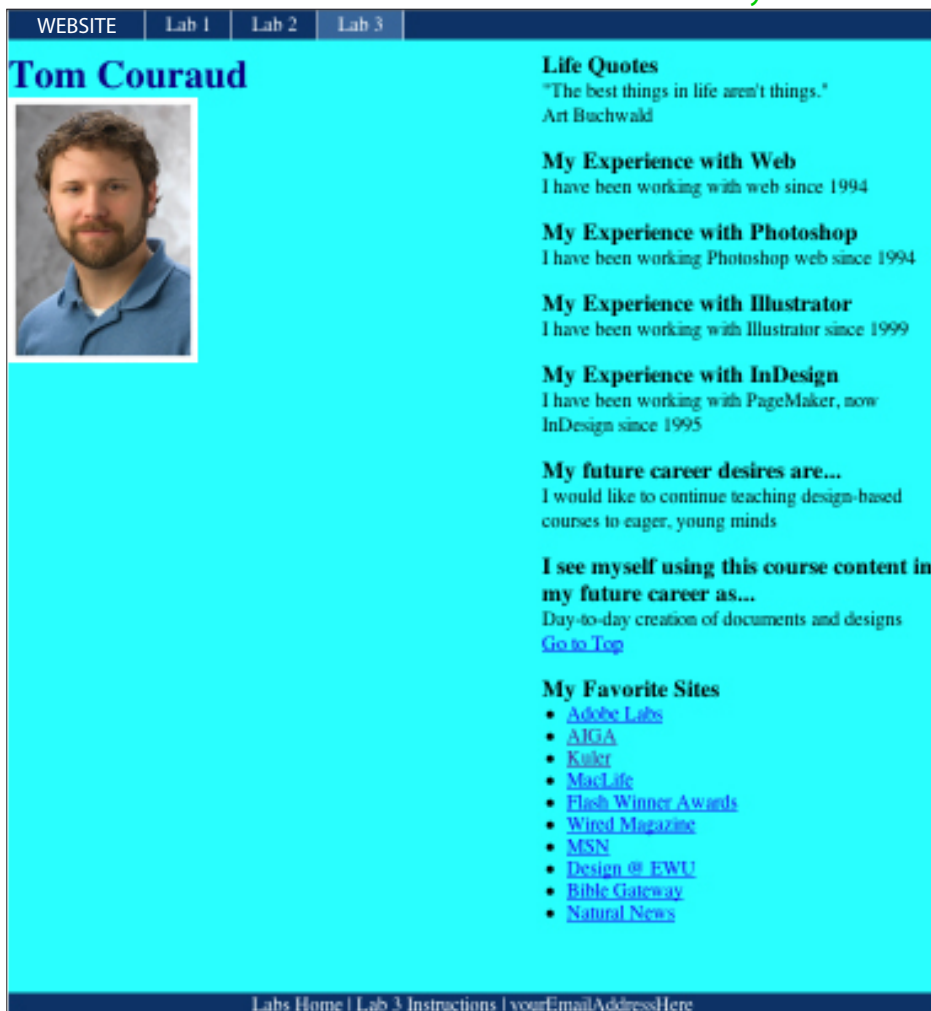 WEBSITE Lab 1 Lab 2 Lab 3
Tom Couraud
Life Quotes
"The best things in life aren't things."
Art Buchwald
My Experience with Web
I have been working with web since 1994
My Experience with Photoshop
I have been working Photoshop web since 1994
My Experience with Illustrator
I have been working with Illustrator since 1999
My Experience with InDesign
I have been working with PageMaker, now
InDesign since 1995
My future career desires are...
I would like to continue teaching design-based
courses to eager, young minds
I see myself using this course content in
my future career as...
Day-to-day creation of documents and designs
Go to Top
My Favorite Sites
• Adobe Labs
• AIGA
• Kuler
• MacLife
• Flash Winner Awards
• Wired Magazine
• MSN
• Design @ EWU
• Bible Gateway
• Natural News
Labs Home | Lab 3 Instructions | yourEmailAddressHere